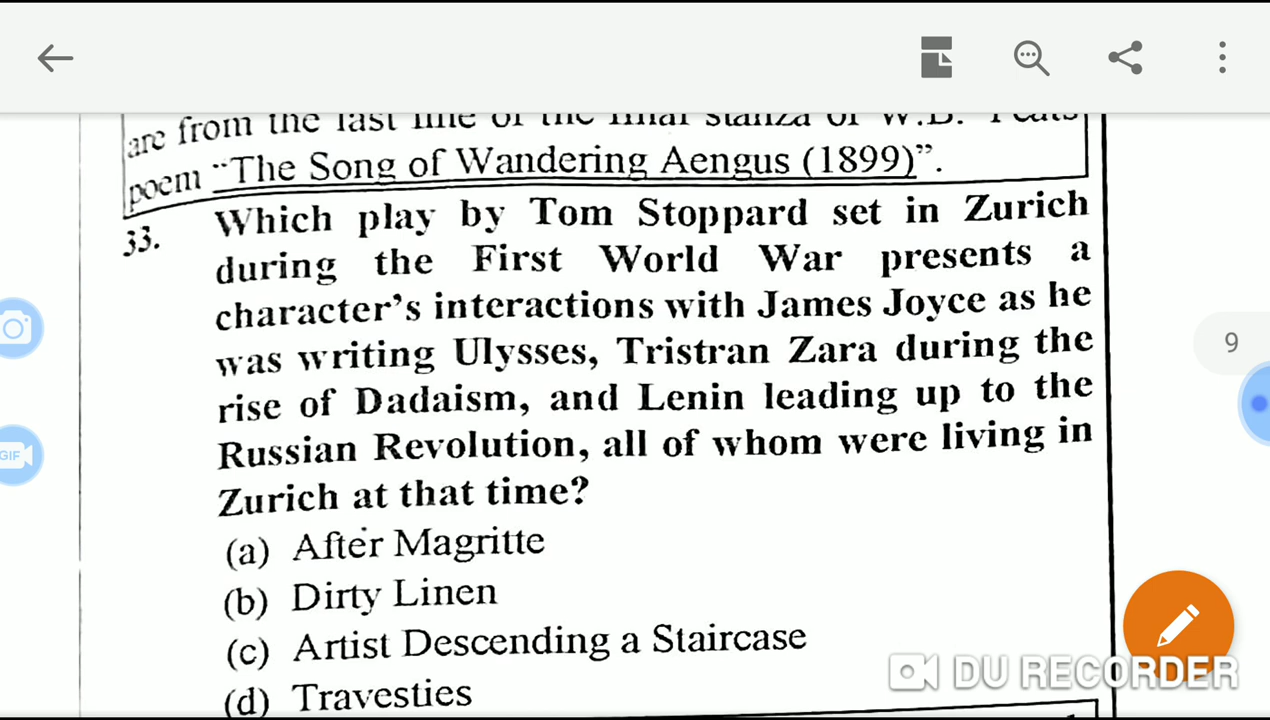 are from the last line of the final stanza of W.B. Yeats
poem "The Song of Wandering Aengus (1899)".
33. Which play by Tom Stoppard set in Zurich
during the First World War presents a
character's interactions with James Joyce as he
was writing Ulysses, Tristran Zara during the
rise of Dadaism, and Lenin leading up to the
Russian Revolution, all of whom were living in
Zurich at that time?
(a) After Magritte
(b) Dirty Linen
(c) Artist Descending a Staircase
(d) Travesties
9
GIF
DU RECORDER